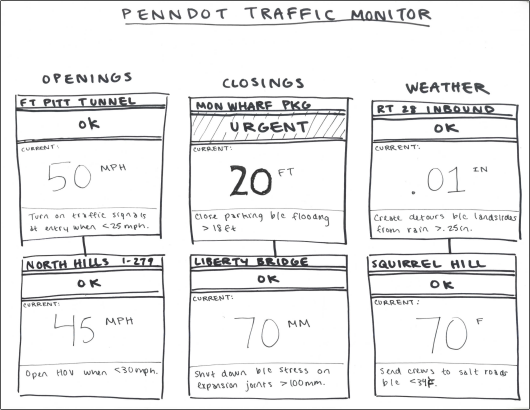 PENNDOT TRAFFIC MONITOR
OPENINGS
CLOSINGS
WEATHER
FT PITT TUNNEL
OK
CURRENT:
50 MPH
Turn on traffic signals
at entry when <25mph.
MON WHARF PKG
URGENT
CURRENT:
20 FT
Close parking b/c flooding
>18ft
RT 28 INBOUND
OK
CURRENT:
.01 IN
Create detours b/c landslides
from rain >.25in.
NORTH HILLS I-279
OK
CURRENT:
45 MPH
Open HOV when <30mph.
LIBERTY BRIDGE
OK
CURRENT:
70 MM
Shut down b/c stress on
expansion joints >100mm.
SQUIRREL HILL
OK
CURRENT:
70 F
Send crews to salt roads
b/c <34F.